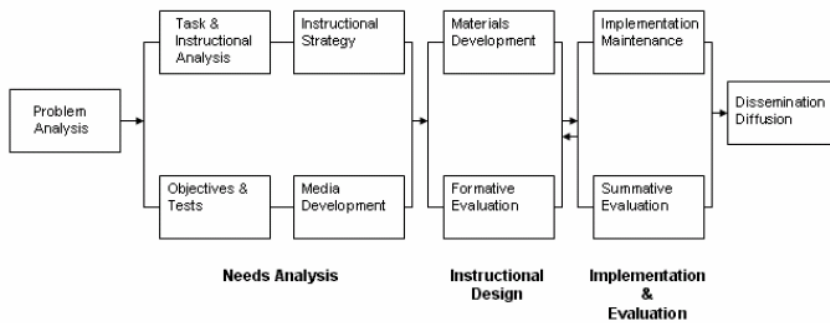 Problem
Analysis
Task &
Instructional
Analysis
Instructional
Strategy
Objectives &
Tests
Media
Development
Materials
Development
Formative
Evaluation
Implementation
Maintenance
Summative
Evaluation
Dissemination
Diffusion
Needs Analysis
Instructional
Design
Implementation
&
Evaluation